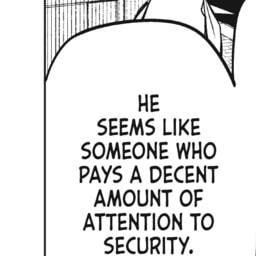 HE
SEEMS LIKE
SOMEONE WHO
PAYS A DECENT
AMOUNT OF
ATTENTION TO
SECURITY.